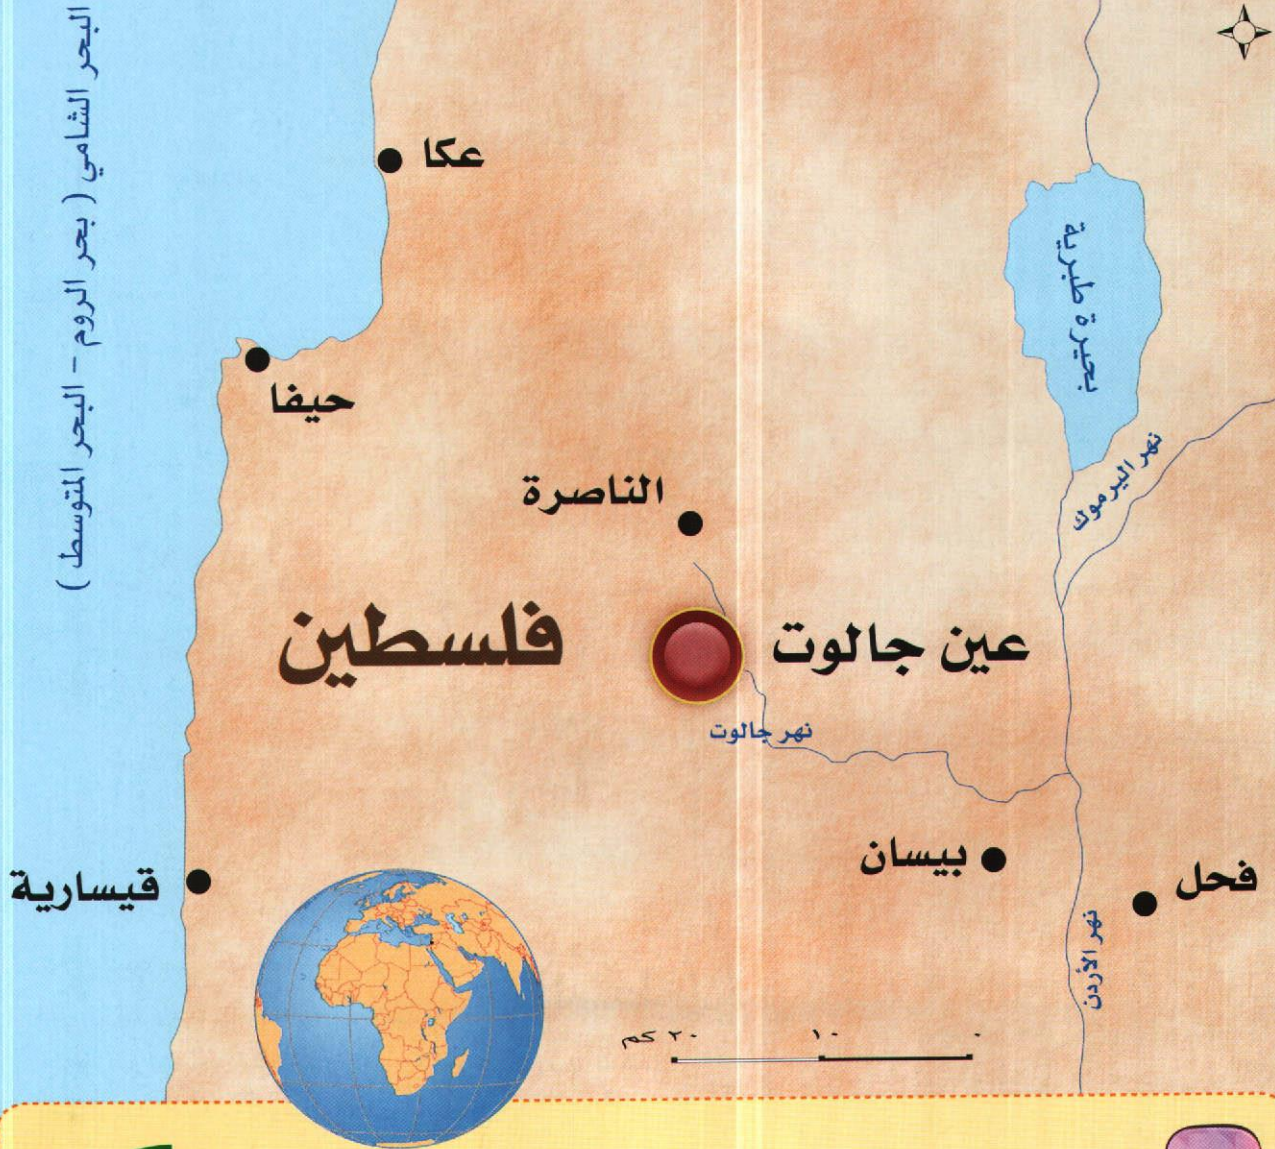 البحر الشامي ( بحر الروم - البحر المتوسط )
عكا
بحيرة طبرية
حيفا
نهر اليرموك
الناصرة
فلسطين
عين جالوت
نهر جالوت
بيسان
فحل
قيسارية
نهر الأردن
٢٠ كم ١٠ ٠